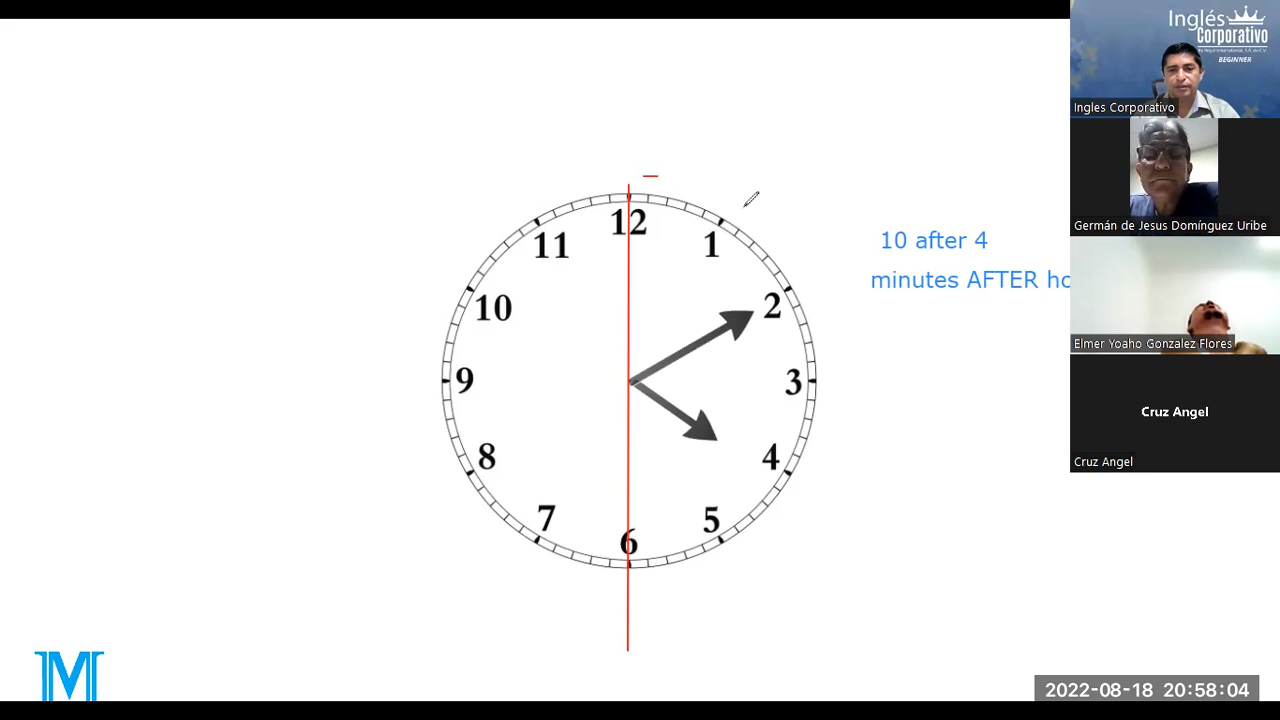 12
11
1
10
2
9
3
8
4
7
5
6
10 after 4
minutes AFTER
M
Inglés
Corporativo
BEGINNER
Ingles Corporativo
Germán de Jesus Domínguez Uribe
Elmer Yoaho Gonzalez Flores
Cruz Angel
Cruz Angel
2022-08-18 20:58:04